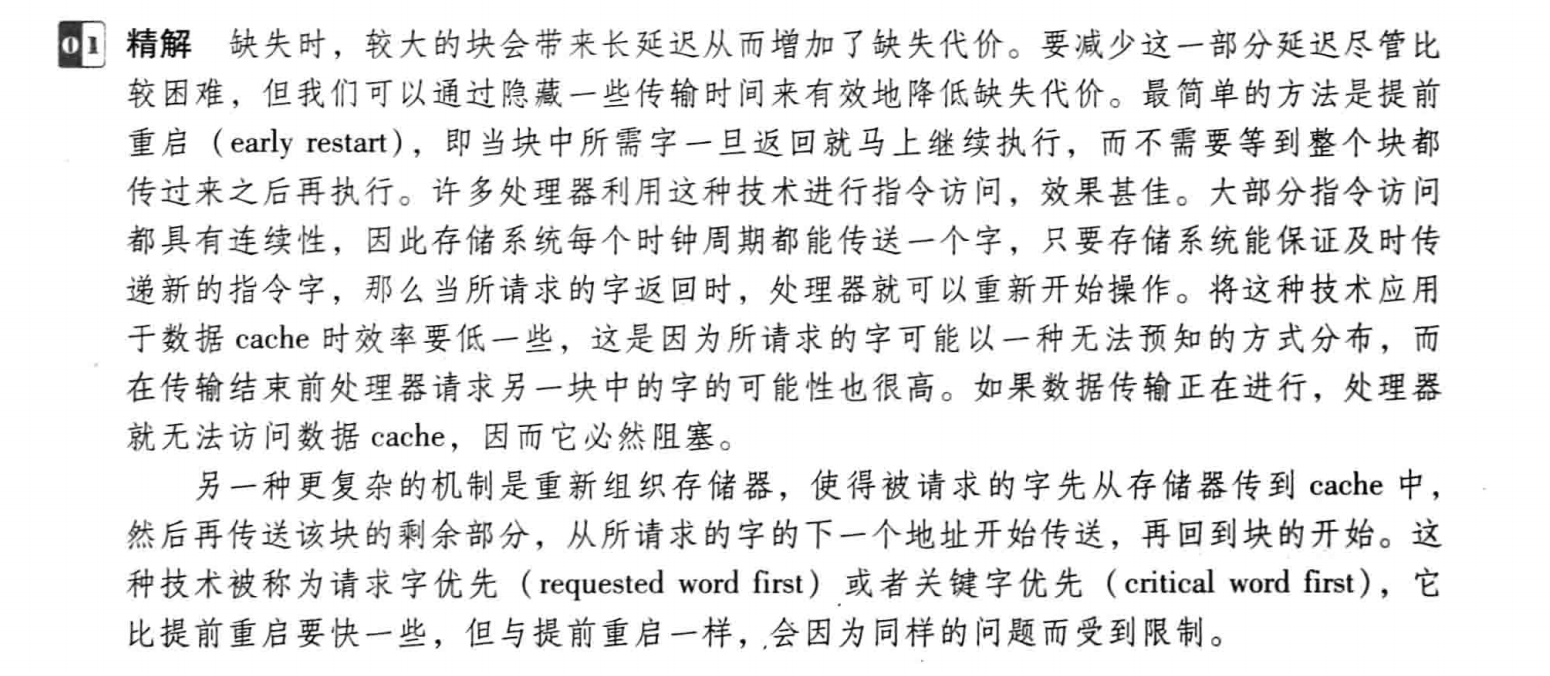 01 精解 缺失时，较大的块会带来长延迟从而增加了缺失代价。要减少这一部分延迟尽管比
较困难，但我们可以通过隐藏一些传输时间来有效地降低缺失代价。最简单的方法是提前
重启（early restart），即当块中所需字一旦返回就马上继续执行，而不需要等到整个块都
传过来之后再执行。许多处理器利用这种技术进行指令访问，效果甚佳。大部分指令访问
都具有连续性，因此存储系统每个时钟周期都能传送一个字，只要存储系统能保证及时传
递新的指令字，那么当所请求的字返回时，处理器就可以重新开始操作。将这种技术应用
于数据 cache 时效率要低一些，这是因为所请求的字可能以一种无法预知的方式分布，而
在传输结束前处理器请求另一块中的字的可能性也很高。如果数据传输正在进行，处理器
就无法访问数据 cache，因而它必然阻塞。
另一种更复杂的机制是重新组织存储器，使得被请求的字先从存储器传到 cache 中，
然后再传送该块的剩余部分，从所请求的字的下一个地址开始传送，再回到块的开始。这
种技术被称为请求字优先（requested word first）或者关键字优先（critical word first），它
比提前重启要快一些，但与提前重启一样，会因为同样的问题而受到限制。